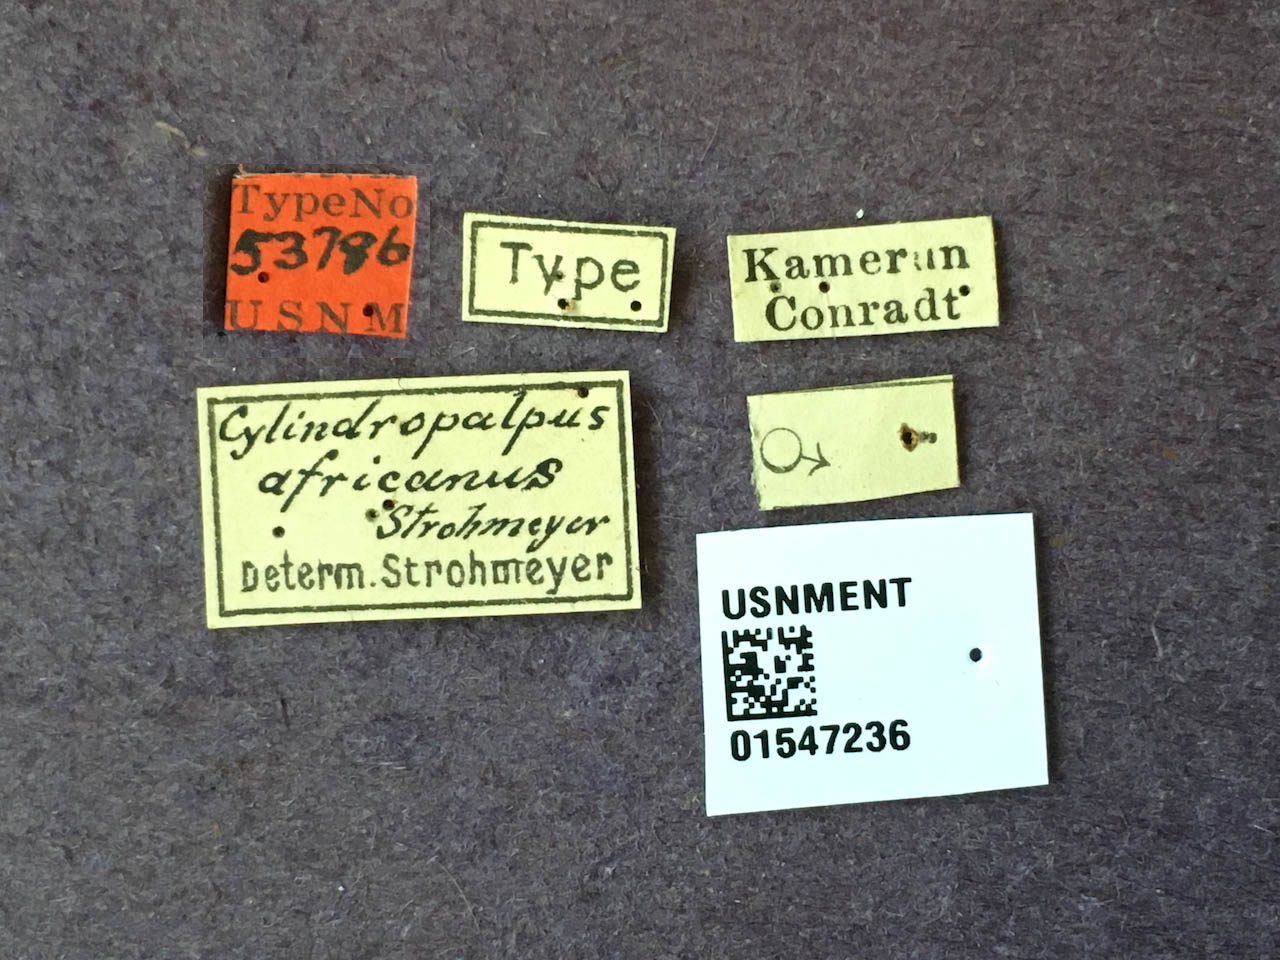 TypeNo
53786
USNM
Type
Kamerun
Conradt
Cylindropalpus
africanus
Strohmeyer
Determ. Strohmeyer
♂
USNMENT
01547236